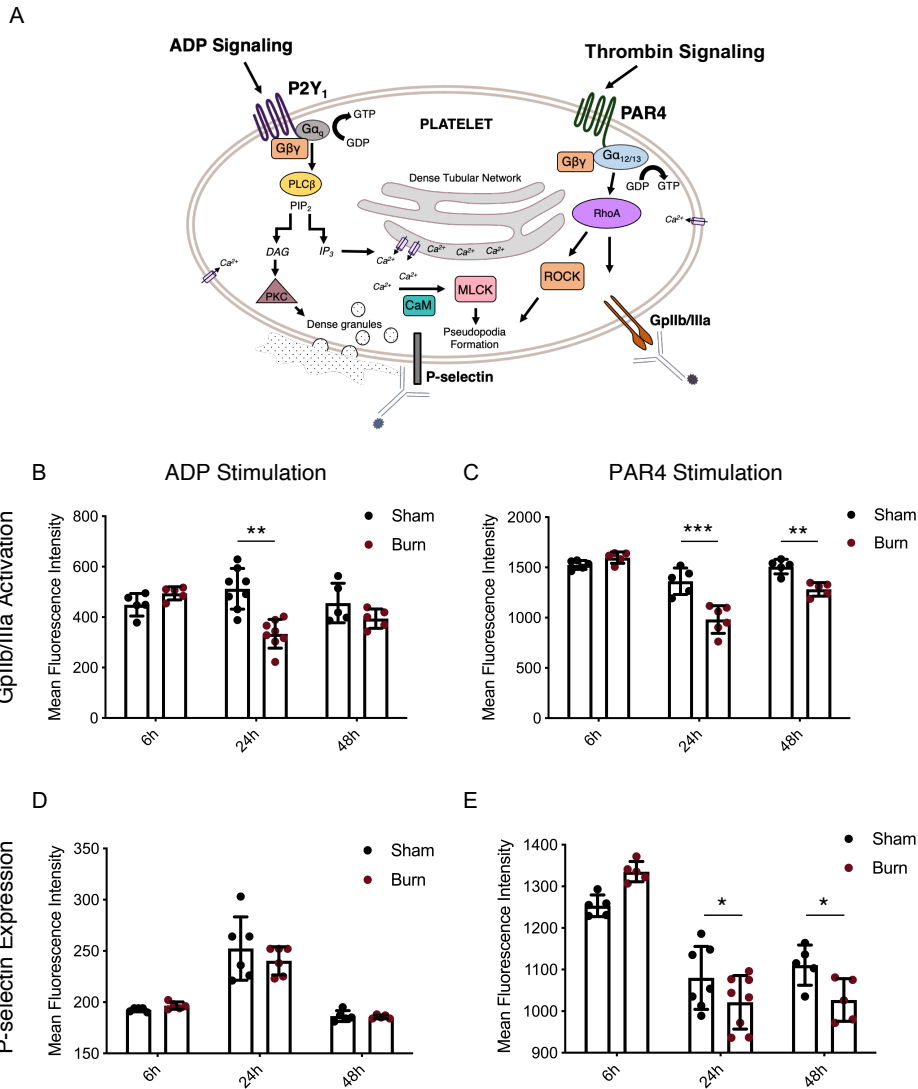 A
ADP Signaling
Thrombin Signaling
P2Y₁
PAR4
PLATELET
Gα_q
GTP
GDP
Gβγ
Gβγ
Gα₁₂/₁₃
GDP GTP
PLCβ
PIP₂
Dense Tubular Network
RhoA
Ca²⁺
DAG
IP₃
Ca²⁺
Ca²⁺ Ca²⁺ Ca²⁺
Ca²⁺
Ca²⁺
Ca²⁺
PKC
CaM
MLCK
ROCK
Dense granules
Pseudopodia
Formation
GpIIb/IIIa
P-selectin
B
ADP Stimulation
C
PAR4 Stimulation
GpIIb/IIIa Activation
Mean Fluorescence Intensity
800
600
400
200
0
**
Sham
Burn
6h
24h
48h
Mean Fluorescence Intensity
2000
1500
1000
500
0
***
**
Sham
Burn
6h
24h
48h
D
E
P-selectin Expression
Mean Fluorescence Intensity
350
300
250
200
150
Sham
Burn
6h
24h
48h
Mean Fluorescence Intensity
1400
1300
1200
1100
1000
900
*
*
Sham
Burn
6h
24h
48h